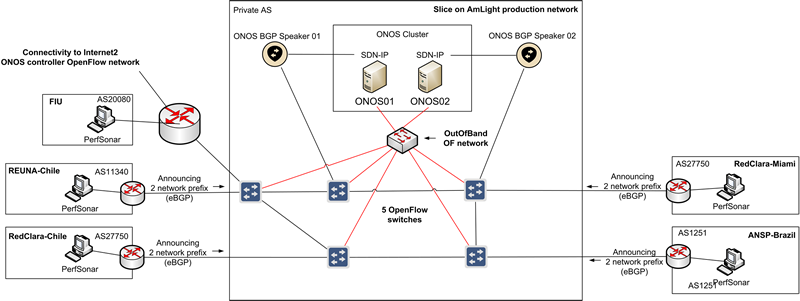 Private AS
Slice on AmLight production network
Connectivity to Internet2
ONOS controller OpenFlow network
ONOS BGP Speaker 01
ONOS Cluster
SDN-IP
SDN-IP
ONOS01
ONOS02
ONOS BGP Speaker 02
FIU
AS20080
PerfSonar
OutOfBand
OF network
REUNA-Chile
AS11340
PerfSonar
Announcing
2 network prefix
(eBGP)
5 OpenFlow
switches
Announcing
2 network prefix
(eBGP)
AS27750
RedClara-Miami
PerfSonar
RedClara-Chile
AS27750
PerfSonar
Announcing
2 network prefix
(eBGP)
Announcing
2 network prefix
(eBGP)
AS1251
ANSP-Brazil
PerfSonar
AS1251